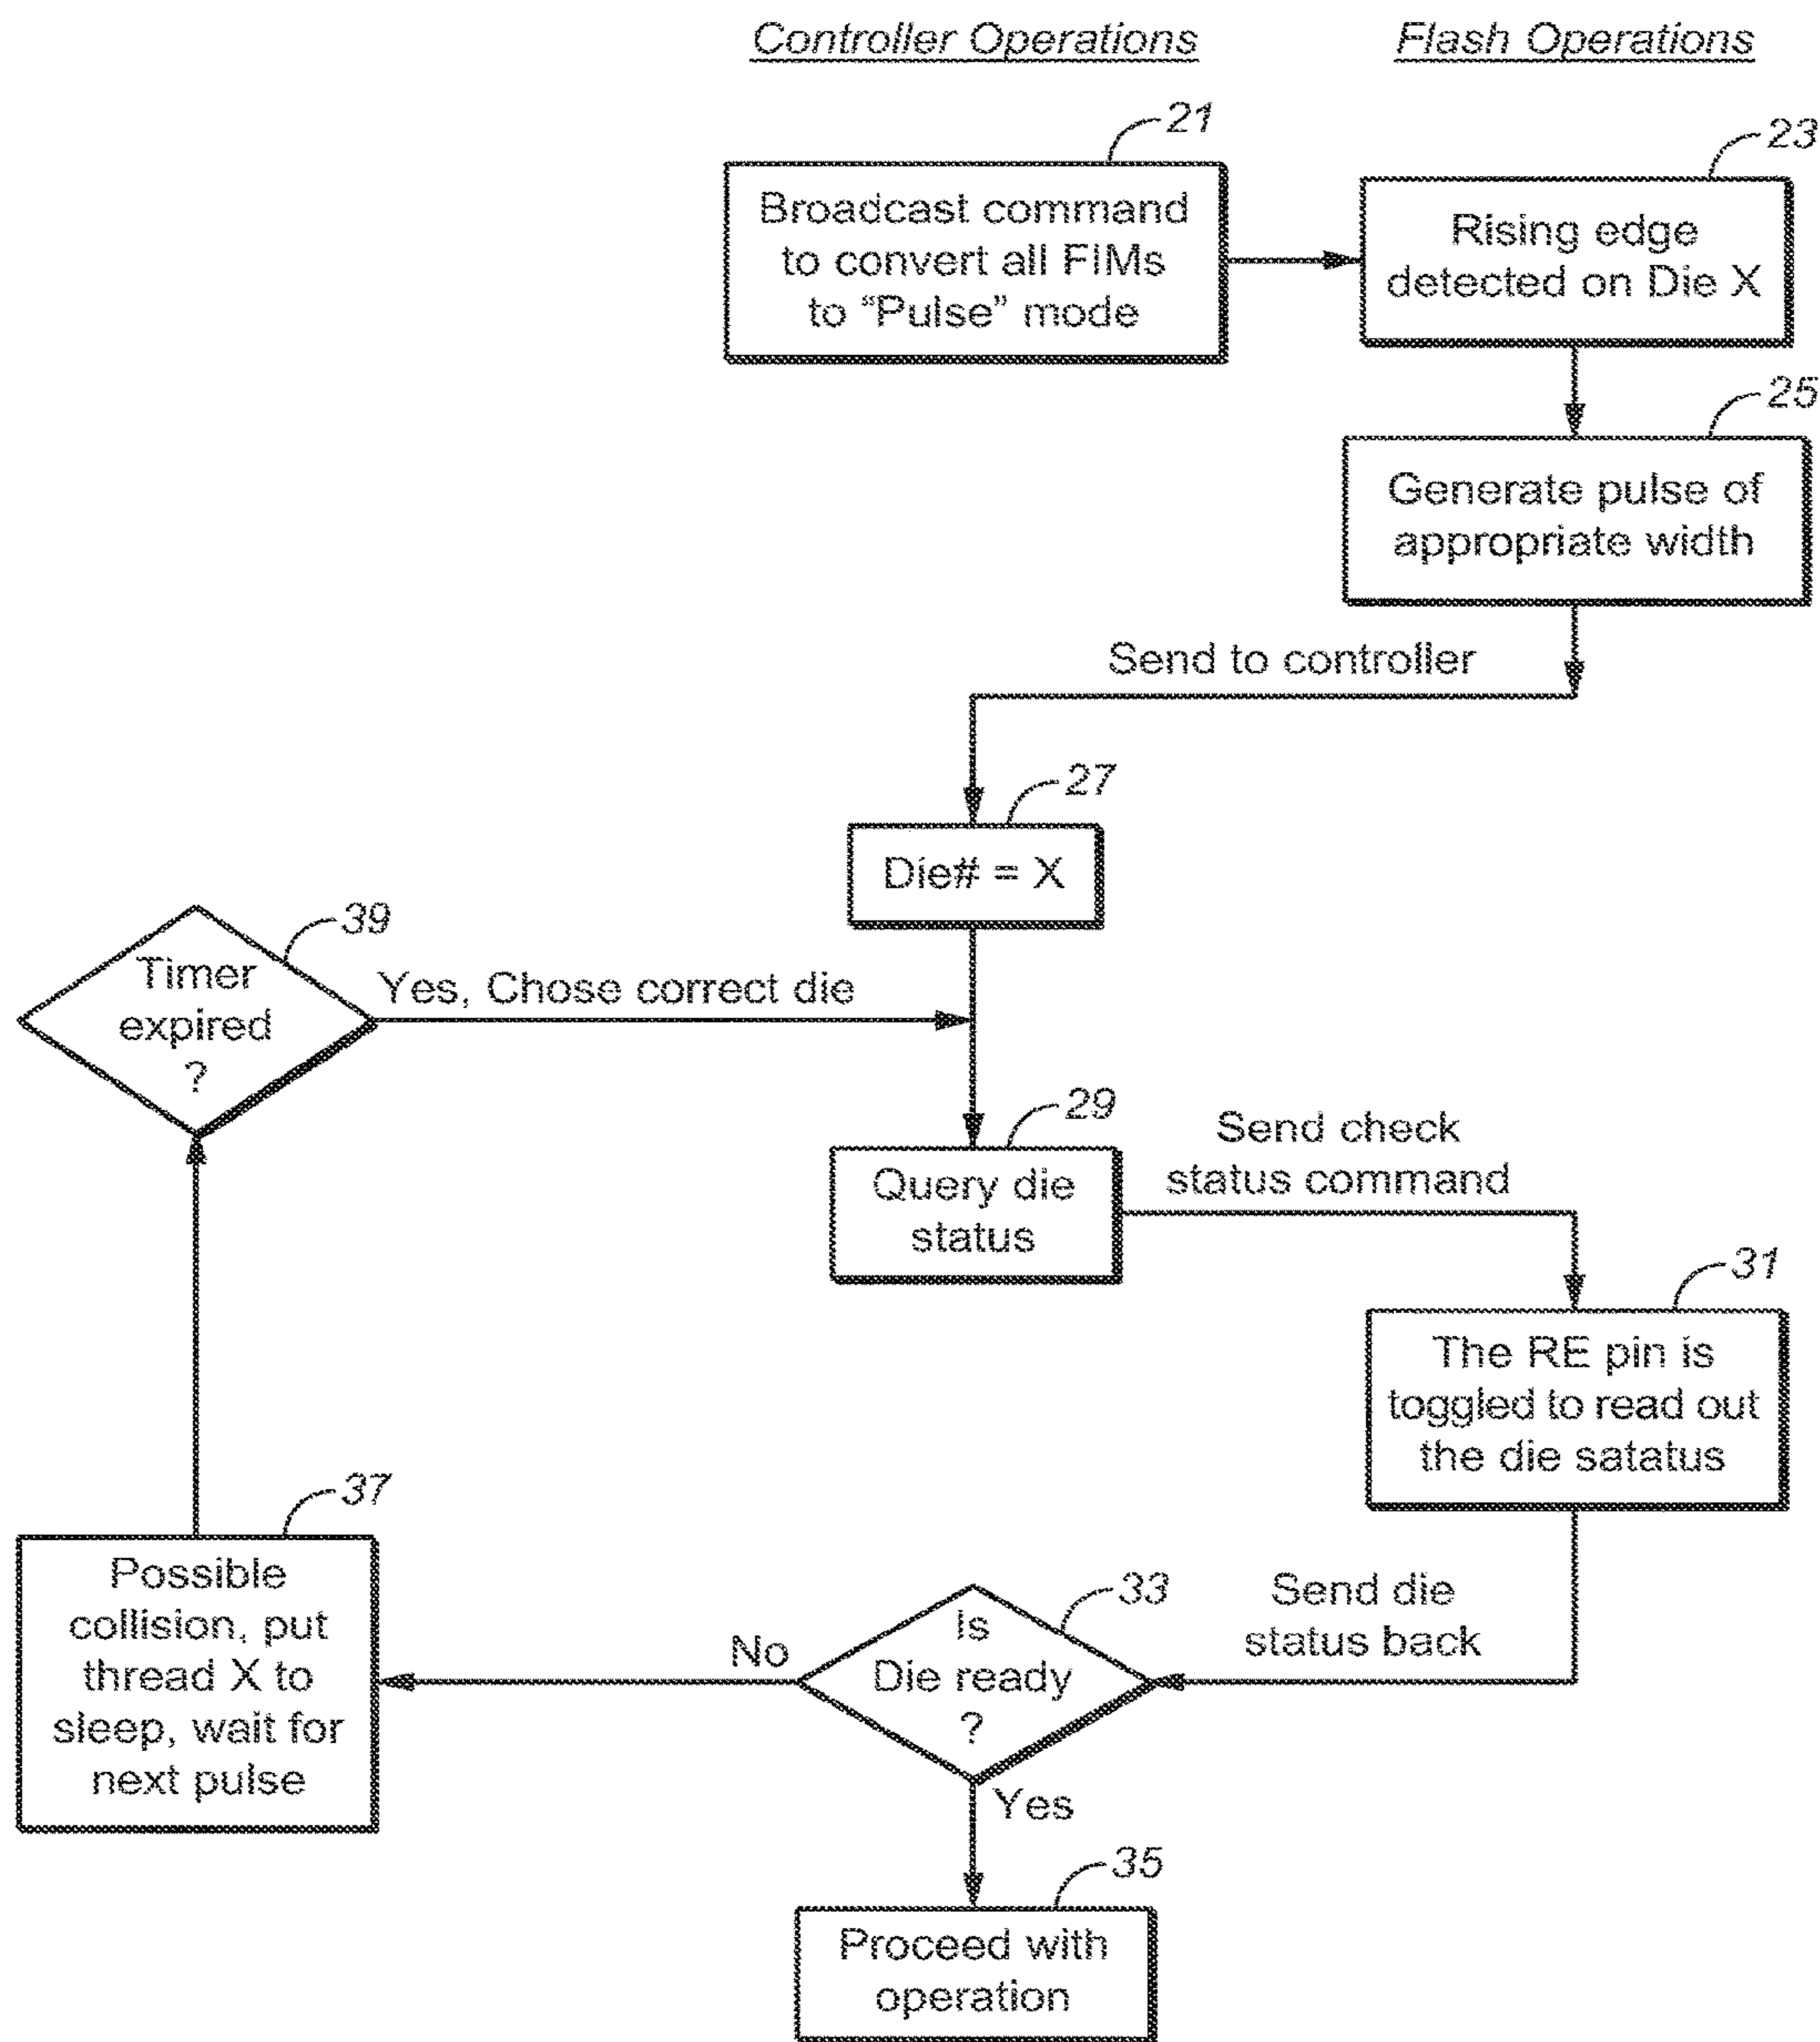 Controller Operations
Flash Operations
21
Broadcast command
to convert all FIMs
to "Pulse" mode
23
Rising edge
detected on Die X
25
Generate pulse of
appropriate width
Send to controller
27
Die# = X
39
Timer
expired
?
Yes, Chose correct die
29
Query die
status
Send check
status command
31
The RE pin is
toggled to read out
the die satatus
Send die
status back
33
Is
Die ready
?
No
37
Possible
collision, put
thread X to
sleep, wait for
next pulse
Yes
35
Proceed with
operation